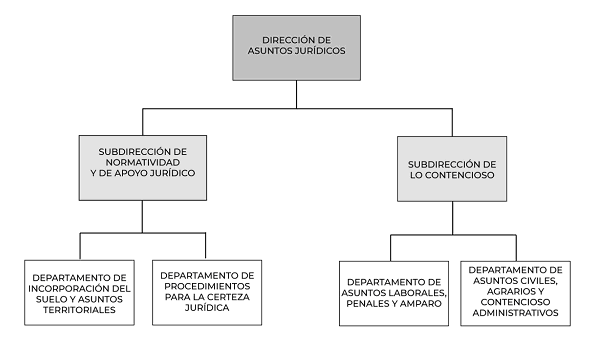 DIRECCIÓN DE
ASUNTOS JURÍDICOS
SUBDIRECCIÓN DE
NORMATIVIDAD
Y DE APOYO JURÍDICO
SUBDIRECCIÓN DE
LO CONTENCIOSO
DEPARTAMENTO DE
INCORPORACIÓN DEL
SUELO Y ASUNTOS
TERRITORIALES
DEPARTAMENTO DE
PROCEDIMIENTOS
PARA LA CERTEZA
JURÍDICA
DEPARTAMENTO DE
ASUNTOS LABORALES,
PENALES Y AMPARO
DEPARTAMENTO DE
ASUNTOS CIVILES,
AGRARIOS Y
CONTENCIOSO
ADMINISTRATIVOS